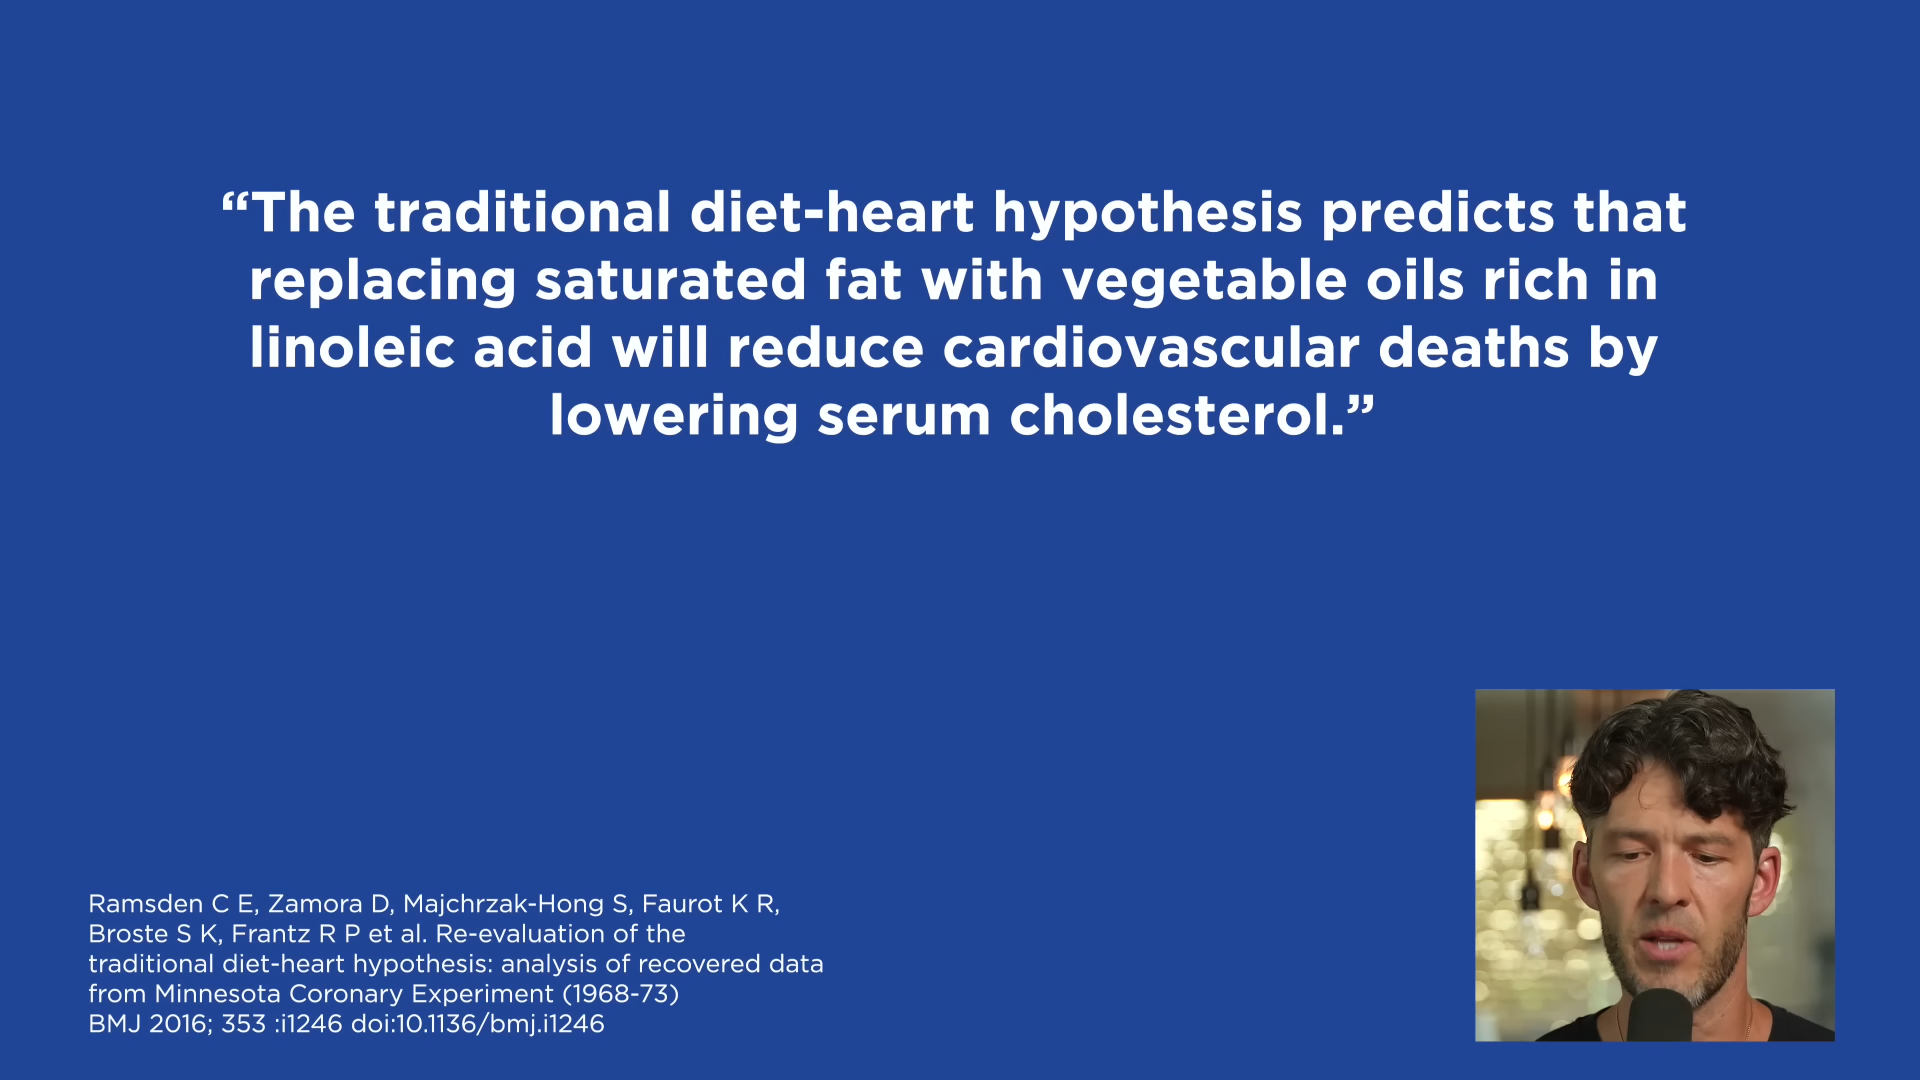 “The traditional diet-heart hypothesis predicts that
replacing saturated fat with vegetable oils rich in
linoleic acid will reduce cardiovascular deaths by
lowering serum cholesterol.”
Ramsden C E, Zamora D, Majchrzak-Hong S, Faurot K R,
Broste S K, Frantz R P et al. Re-evaluation of the
traditional diet-heart hypothesis: analysis of recovered data
from Minnesota Coronary Experiment (1968-73)
BMJ 2016; 353 :i1246 doi:10.1136/bmj.i1246